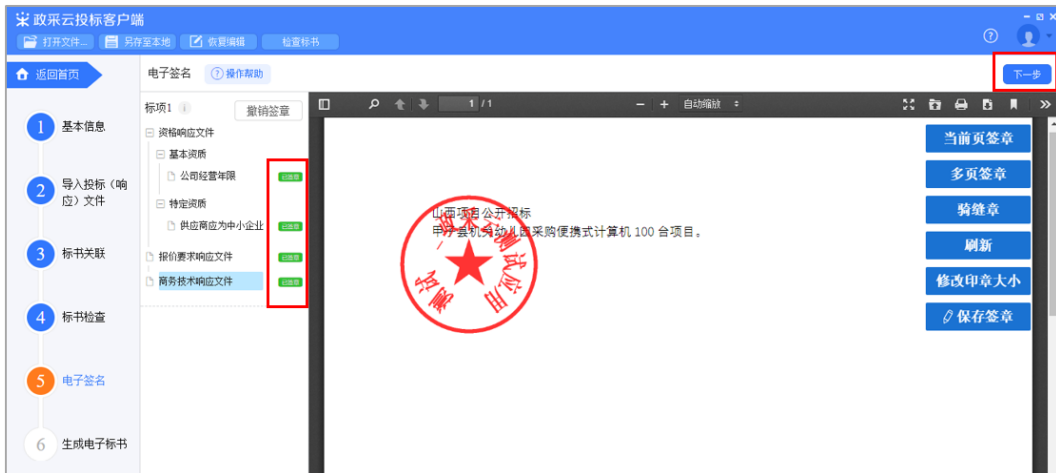 政采云投标客户端
打开文件... 另存至本地 恢复编辑 检查标书
返回首页
电子签名 操作帮助
下一步
1 基本信息
2 导入投标（响应）文件
3 标书关联
4 标书检查
5 电子签名
6 生成电子标书
标项1 撤销签章
资格响应文件
基本资质
公司经营年限 已签章
特定资质
供应商应为中小企业 已签章
报价要求响应文件 已签章
商务技术响应文件 已签章
1 / 1 自动缩放
山西项目公开招标
甲子县机关幼儿园采购便携式计算机 100 台项目。
测试
政采云测试应用
当前页签章
多页签章
骑缝章
刷新
修改印章大小
保存签章